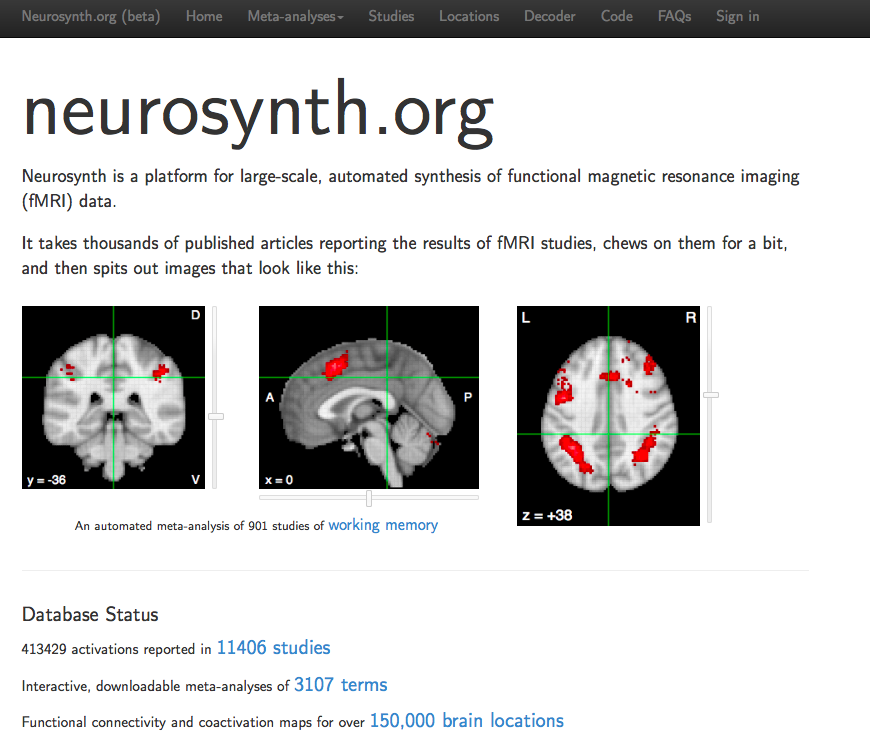 Neurosynth.org (beta) Home Meta-analyses Studies Locations Decoder Code FAQs Sign in
neurosynth.org
Neurosynth is a platform for large-scale, automated synthesis of functional magnetic resonance imaging
(fMRI) data.
It takes thousands of published articles reporting the results of fMRI studies, chews on them for a bit,
and then spits out images that look like this:
D
y = -36
V
A
P
x = 0
L
R
z = +38
An automated meta-analysis of 901 studies of working memory
Database Status
413429 activations reported in 11406 studies
Interactive, downloadable meta-analyses of 3107 terms
Functional connectivity and coactivation maps for over 150,000 brain locations